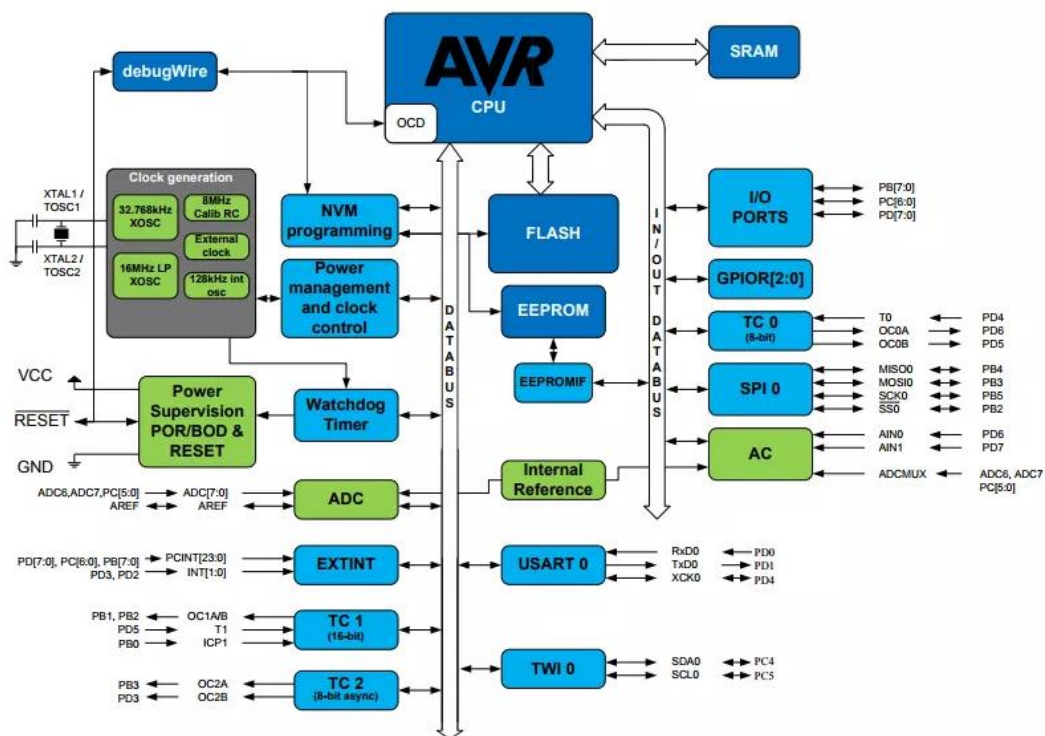 AVR
CPU
OCD
SRAM
debugWire
Clock generation
XTAL1 /
TOSC1
32.768kHz
XOSC
8MHz
Calib RC
External
clock
XTAL2 /
TOSC2
16MHz LP
XOSC
128kHz int
osc
NVM
programming
FLASH
I/O
PORTS
PB[7:0]
PC[6:0]
PD[7:0]
Power
management
and clock
control
EEPROM
GPIOR[2:0]
TC 0
(8-bit)
T0
OC0A
OC0B
PD4
PD6
PD5
DATABUS
IN/OUT DATABUS
EEPROMIF
SPI 0
MISO0
MOSI0
SCK0
SS0
PB4
PB3
PB5
PB2
VCC
RESET
GND
Power
Supervision
POR/BOD &
RESET
Watchdog
Timer
Internal
Reference
AC
AIN0
AIN1
ADCMUX
PD6
PD7
ADC6, ADC7
PC[5:0]
ADC6,ADC7,PC[5:0]
AREF
ADC[7:0]
AREF
ADC
PD[7:0], PC[6:0], PB[7:0]
PD3, PD2
PCINT[23:0]
INT[1:0]
EXTINT
USART 0
RxD0
TxD0
XCK0
PD0
PD1
PD4
PB1, PB2
PD5
PB0
OC1A/B
T1
ICP1
TC 1
(16-bit)
TWI 0
SDA0
SCL0
PC4
PC5
PB3
PD3
OC2A
OC2B
TC 2
(8-bit async)